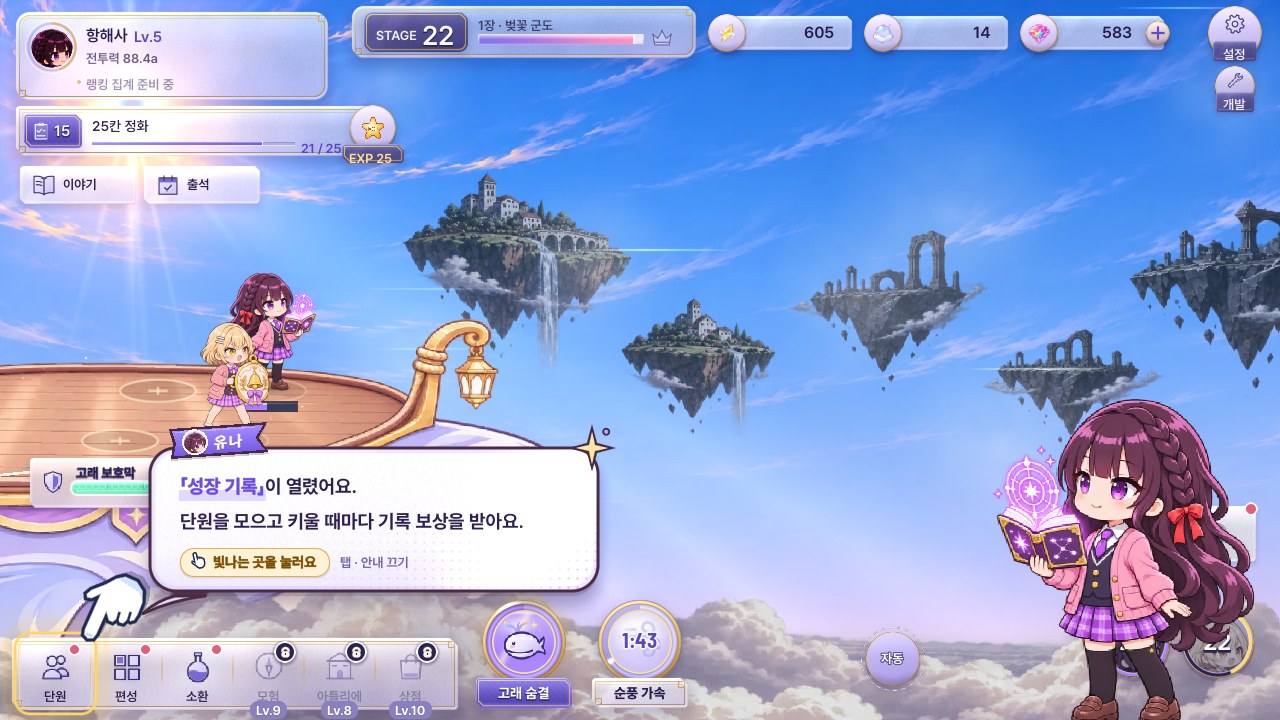 항해사 Lv.5
전투력 88.4a
랭킹 집계 준비 중
STAGE 22
1장 · 벚꽃 군도
605
14
583
설정
개발
15
25칸 정화
21 / 25
EXP 25
이야기
출석
고래 보호막
유나
「성장 기록」이 열렸어요.
단원을 모으고 키울 때마다 기록 보상을 받아요.
빛나는 곳을 눌러요
탭 · 안내 끄기
단원
편성
소환
모험
Lv.9
아틀리에
Lv.8
상점
Lv.10
고래 숨결
1:43
순풍 가속
자동
22